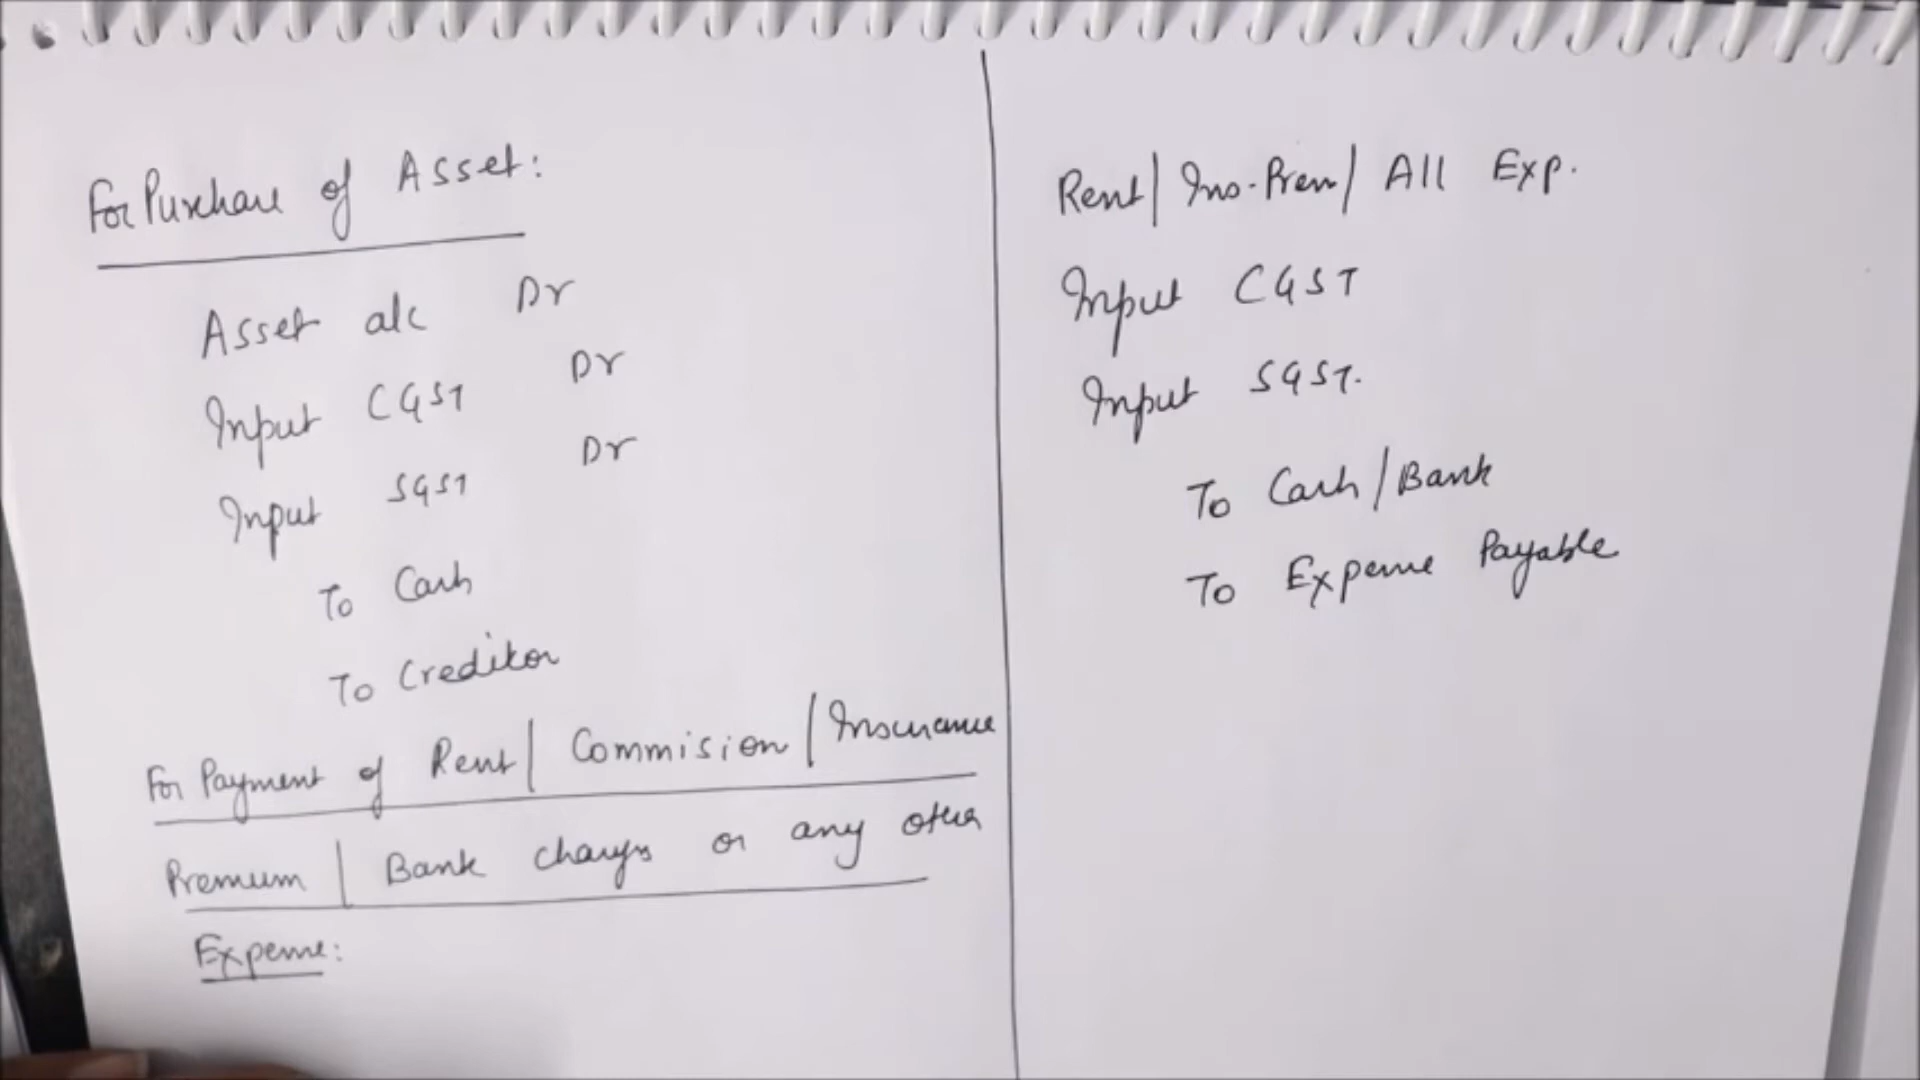 For Purchase of Asset:
Asset a/c Dr
Input CGST Dr
Input SGST Dr
To Cash
To Creditor
For Payment of Rent/ Commision / Insurance
Premium / Bank charges or any other
Expense:
Rent/ Ins-Prem/ All Exp.
Input CGST
Input SGST.
To Cash/Bank
To Expense Payable